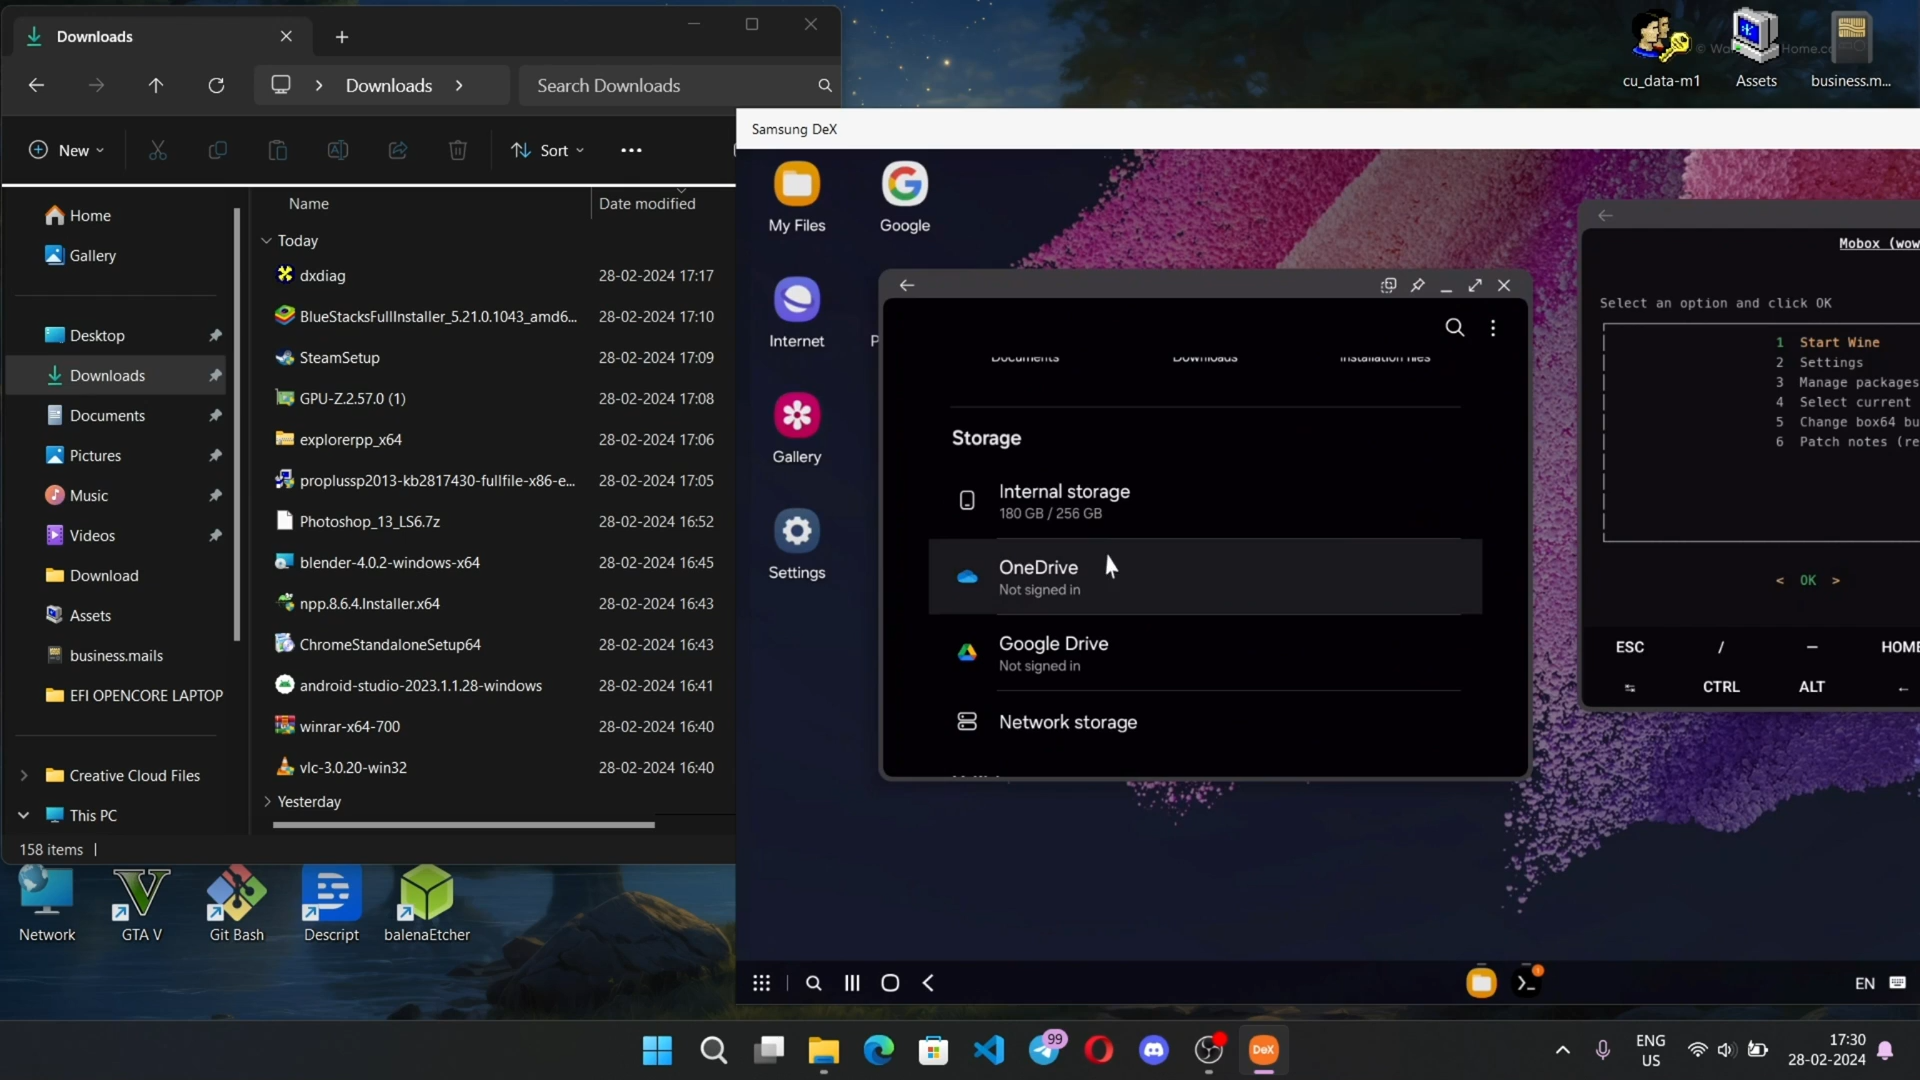 Downloads
Downloads
Search Downloads
New
Sort
Home
Gallery
Desktop
Downloads
Documents
Pictures
Music
Videos
Download
Assets
business.mails
EFI OPENCORE LAPTOP
Creative Cloud Files
This PC
Name
Date modified
Today
dxdiag 28-02-2024 17:17
BlueStacksFullInstaller_5.21.0.1043_amd6... 28-02-2024 17:10
SteamSetup 28-02-2024 17:09
GPU-Z.2.57.0 (1) 28-02-2024 17:08
explorerpp_x64 28-02-2024 17:06
proplussp2013-kb2817430-fullfile-x86-e... 28-02-2024 17:05
Photoshop_13_LS6.7z 28-02-2024 16:52
blender-4.0.2-windows-x64 28-02-2024 16:45
npp.8.6.4.Installer.x64 28-02-2024 16:43
ChromeStandaloneSetup64 28-02-2024 16:43
android-studio-2023.1.1.28-windows 28-02-2024 16:41
winrar-x64-700 28-02-2024 16:40
vlc-3.0.20-win32 28-02-2024 16:40
Yesterday
158 items
Network
GTA V
Git Bash
Descript
balenaEtcher
cu_data-m1
Assets
business.m...
Samsung DeX
My Files
Google
Internet
P
Gallery
Settings
Documents
Downloads
Installation files
Storage
Internal storage
180 GB / 256 GB
OneDrive
Not signed in
Google Drive
Not signed in
Network storage
Mobox (wow
Select an option and click OK
1 Start Wine
2 Settings
3 Manage packages
4 Select current
5 Change box64 bu
6 Patch notes (re
< OK >
ESC / — HOME
CTRL ALT ←
1
EN
99
DeX
ENG
US
17:30
28-02-2024